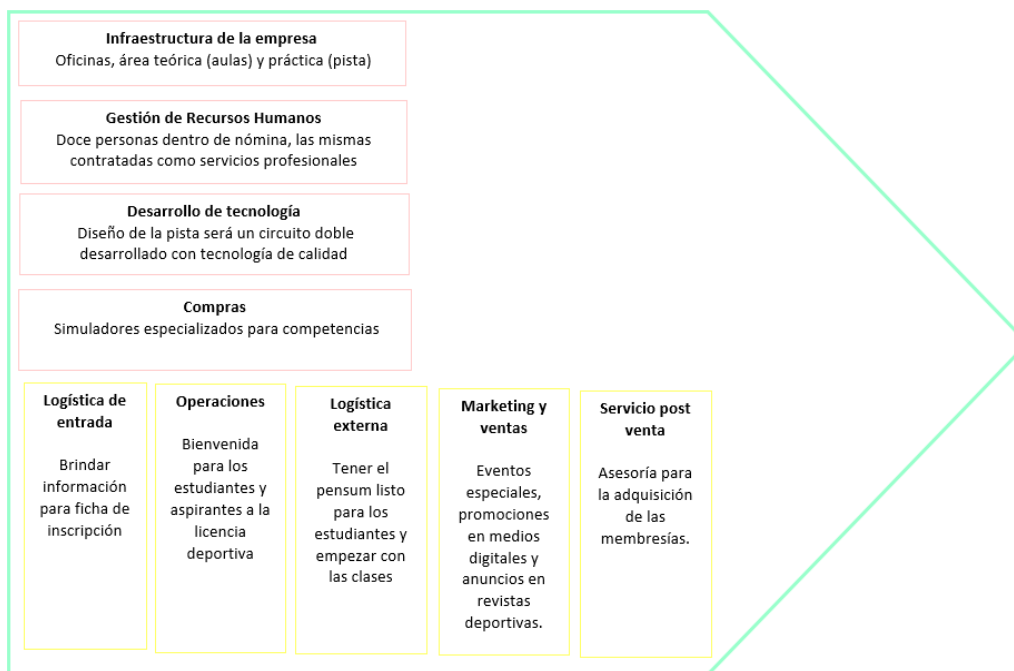 Infraestructura de la empresa
Oficinas, área teórica (aulas) y práctica (pista)
Gestión de Recursos Humanos
Doce personas dentro de nómina, las mismas
contratadas como servicios profesionales
Desarrollo de tecnología
Diseño de la pista será un circuito doble
desarrollado con tecnología de calidad
Compras
Simuladores especializados para competencias
Logística de
entrada
Brindar
información
para ficha de
inscripción
Operaciones
Bienvenida
para los
estudiantes y
aspirantes a la
licencia
deportiva
Logística
externa
Tener el
pensum listo
para los
estudiantes y
empezar con
las clases
Marketing y
ventas
Eventos
especiales,
promociones
en medios
digitales y
anuncios en
revistas
deportivas.
Servicio post
venta
Asesoría para
la adquisición
de las
membresías.